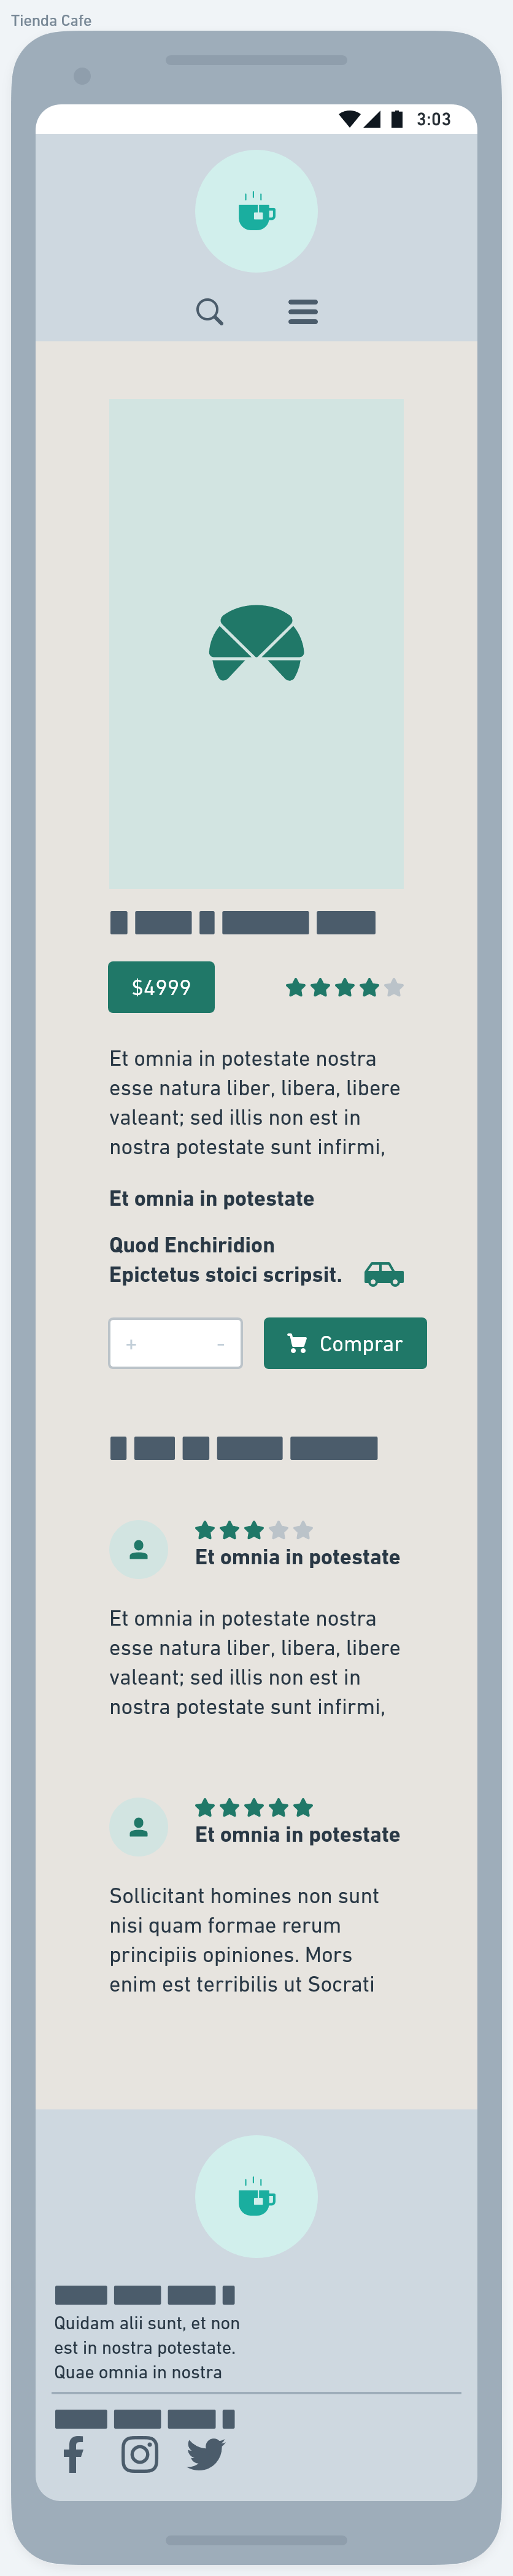 Tienda Cafe
3:03
$4999
Et omnia in potestate nostra
esse natura liber, libera, libere
valeant; sed illis non est in
nostra potestate sunt infirmi,
Et omnia in potestate
Quod Enchiridion
Epictetus stoici scripsit.
+ -
Comprar
Et omnia in potestate
Et omnia in potestate nostra
esse natura liber, libera, libere
valeant; sed illis non est in
nostra potestate sunt infirmi,
Et omnia in potestate
Sollicitant homines non sunt
nisi quam formae rerum
principiis opiniones. Mors
enim est terribilis ut Socrati
Quidam alii sunt, et non
est in nostra potestate.
Quae omnia in nostra